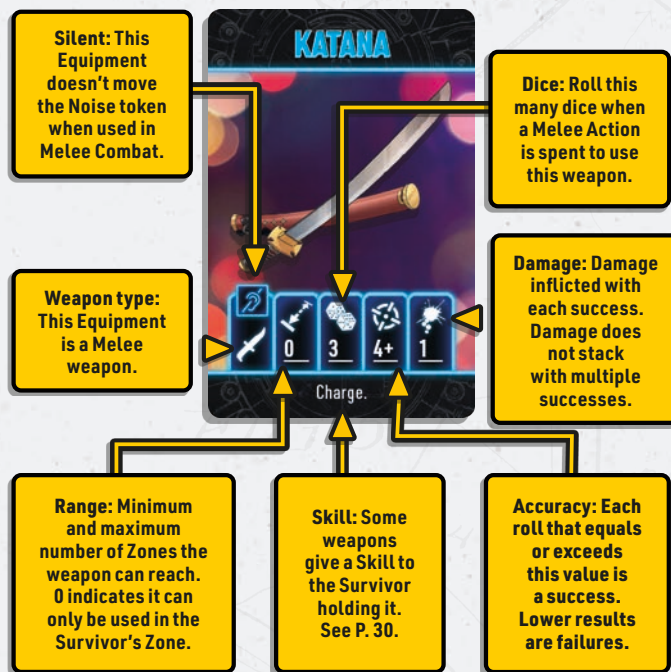 Silent: This
Equipment
doesn't move
the Noise token
when used in
Melee Combat.
KATANA
Dice: Roll this
many dice when
a Melee Action
is spent to use
this weapon.
Weapon type:
This Equipment
is a Melee
weapon.
Damage: Damage
inflicted with
each success.
Damage does
not stack
with multiple
successes.
0 3 4+ 1
Charge.
Range: Minimum
and maximum
number of Zones the
weapon can reach.
0 indicates it can
only be used in the
Survivor's Zone.
Skill: Some
weapons
give a Skill to
the Survivor
holding it.
See P. 30.
Accuracy: Each
roll that equals
or exceeds
this value is
a success.
Lower results
are failures.